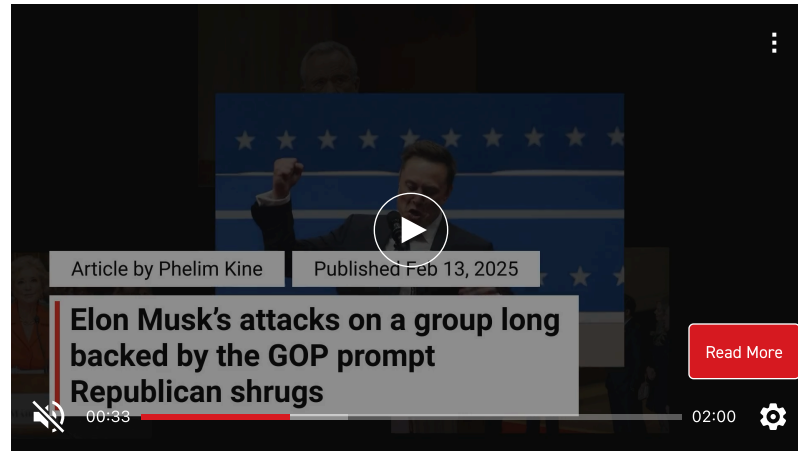 Article by Phelim Kine
Published Feb 13, 2025
Elon Musk’s attacks on a group long
backed by the GOP prompt
Republican shrugs
Read More
00:33
02:00